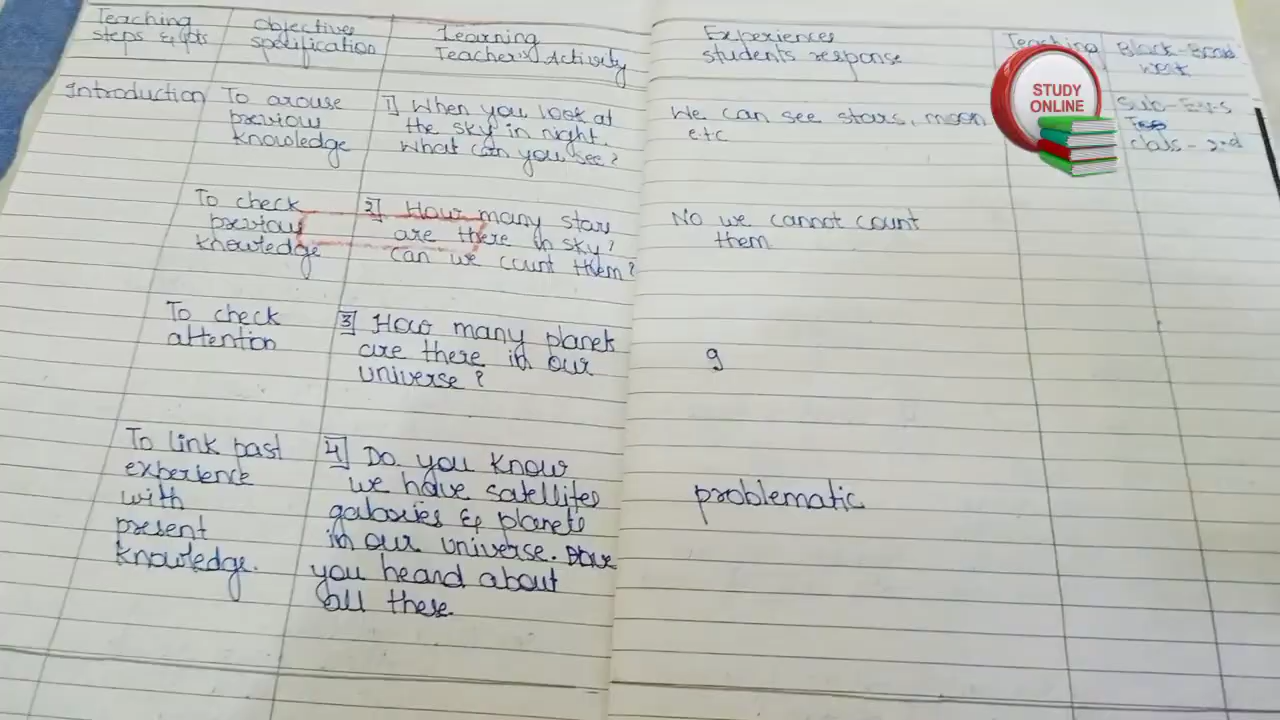 Teaching
steps & pts
Objectives
specification
Learning
Teacher's Activity
Experiences
students response
Teaching
Black-Board
Work
Introduction
To arouse
previous
knowledge
1] When you look at
the sky in night.
What can you see?
We can see stars, moon
etc
Sub-
class - 2nd
To check
previous
knowledge
2] How many stars
are there in sky?
can we count them?
No we cannot count
them
To check
attention
3] How many planets
are there in our
universe?
9
To link past
experience
with
present
knowledge.
4] Do you know
we have satellites
galaxies & planets
in our universe. Have
you heard about
all these.
problematic
STUDY
ONLINE